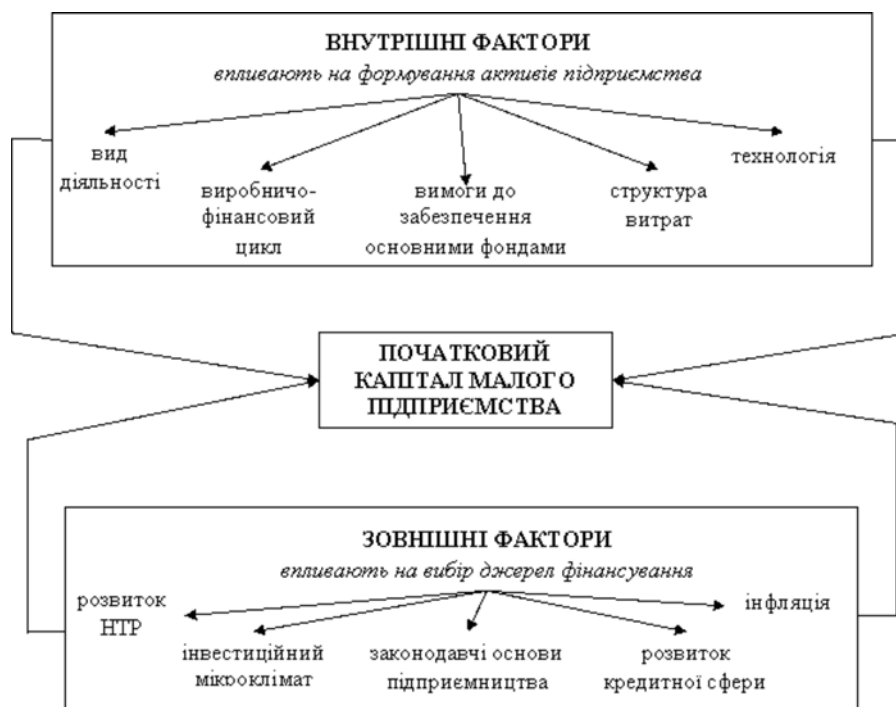 ВНУТРІШНІ ФАКТОРИ
впливають на формування активів підприємства
вид
діяльності
виробничо-
фінансовий
цикл
вимоги до
забезпечення
основними фондами
структура
витрат
технологія
ПОЧАТКОВИЙ
КАПІТАЛ МАЛОГО
ПІДПРИЄМСТВА
ЗОВНІШНІ ФАКТОРИ
впливають на вибір джерел фінансування
розвиток
НТР
інвестиційний
мікроклімат
законодавчі основи
підприємництва
розвиток
кредитної сфери
інфляція